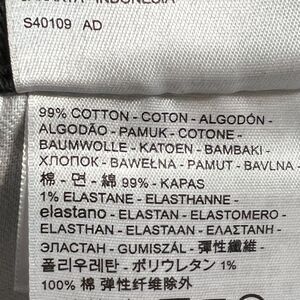 INDONESIA
S40109 AD
99% COTTON - COTON - ALGODÓN -
ALGODÃO - PAMUK - COTONE -
BAUMWOLLE - KATOEN - BAMBAKI -
ХЛОПОК - BAWEŁNA - PAMUT - BAVLNA
棉 - 면 - 綿 99% - KAPAS
1% ELASTANE - ELASTHANNE -
elastano - ELASTAN - ELASTOMERO -
ELASTHAN - ELASTAAN - ΕΛΑΣΤΑΝΗ -
ЭЛАСТАН - GUMISZÁL - 彈性纖維 -
폴리우레탄 - ポリウレタン 1%
100% 棉 弹性纤维除外